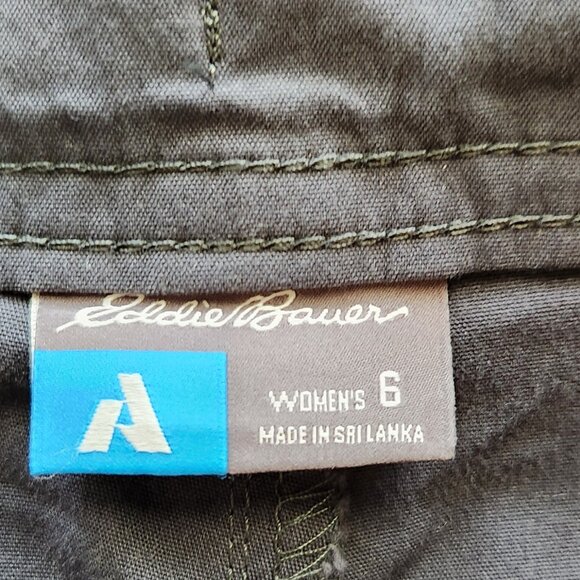 Eddie Bauer
A
WOMEN'S 6
MADE IN SRI LANKA